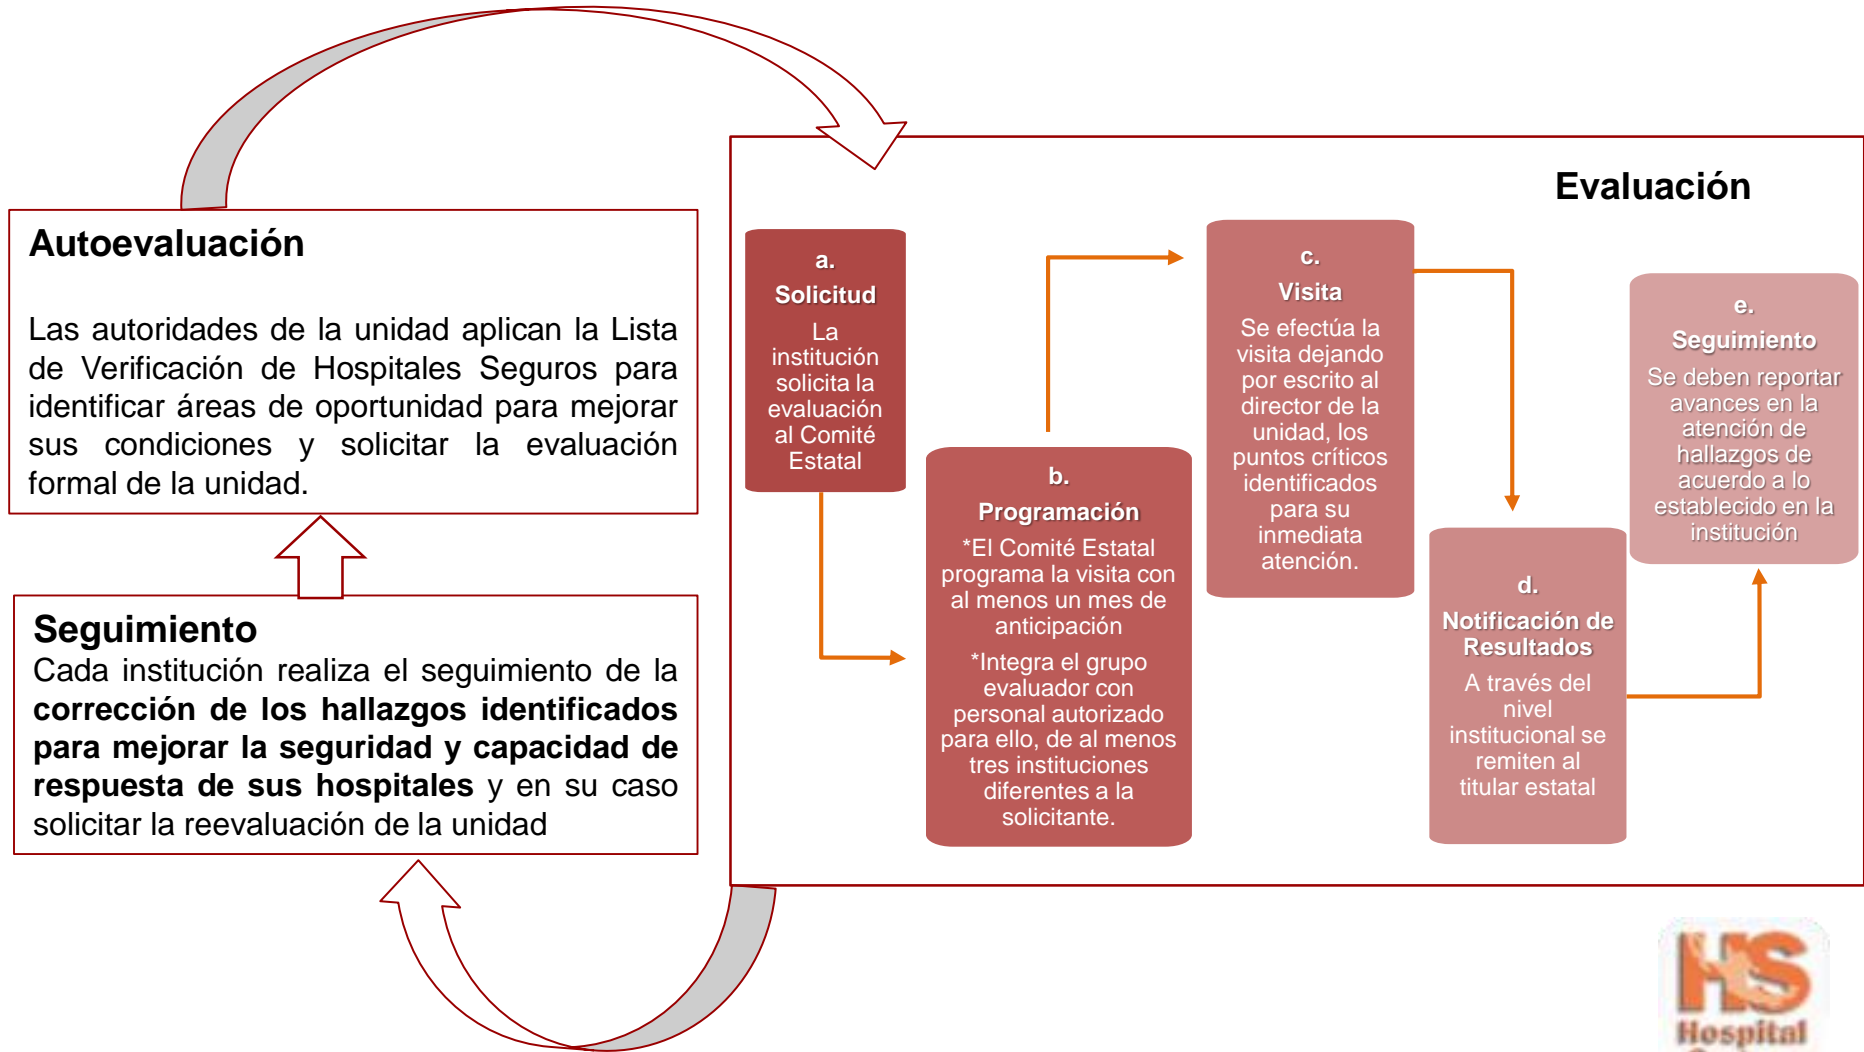 Autoevaluación
Las autoridades de la unidad aplican la Lista
de Verificación de Hospitales Seguros para
identificar áreas de oportunidad para mejorar
sus condiciones y solicitar la evaluación
formal de la unidad.
Seguimiento
Cada institución realiza el seguimiento de la
corrección de los hallazgos identificados
para mejorar la seguridad y capacidad de
respuesta de sus hospitales y en su caso
solicitar la reevaluación de la unidad
Evaluación
a.
Solicitud
La
institución
solicita la
evaluación
al Comité
Estatal
b.
Programación
*El Comité Estatal
programa la visita con
al menos un mes de
anticipación
*Integra el grupo
evaluador con
personal autorizado
para ello, de al menos
tres instituciones
diferentes a la
solicitante.
c.
Visita
Se efectúa la
visita dejando
por escrito al
director de la
unidad, los
puntos críticos
identificados
para su
inmediata
atención.
d.
Notificación de
Resultados
A través del
nivel
institucional se
remiten al
titular estatal
e.
Seguimiento
Se deben reportar
avances en la
atención de
hallazgos de
acuerdo a lo
establecido en la
institución
HS
Hospital